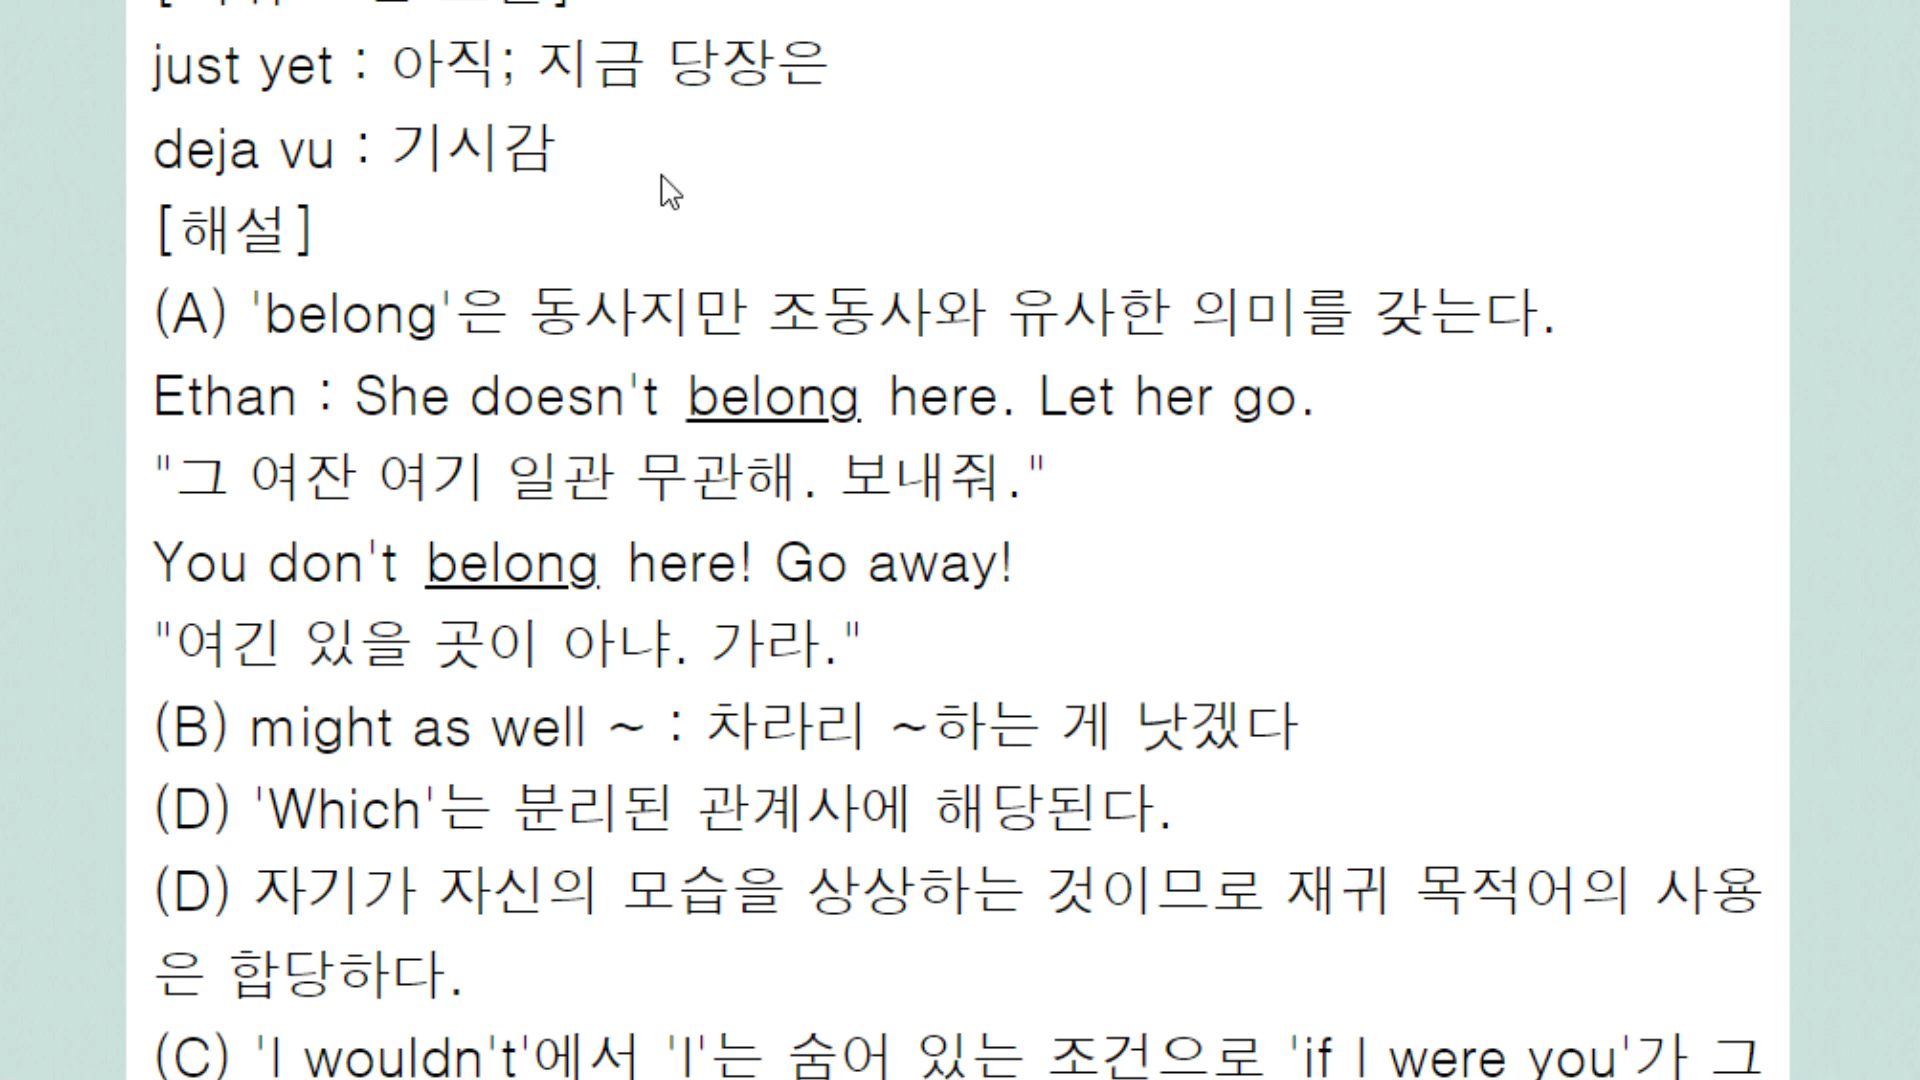 just yet : 아직; 지금 당장은
deja vu : 기시감
[해설]
(A) 'belong'은 동사지만 조동사와 유사한 의미를 갖는다.
Ethan : She doesn't belong here. Let her go.
"그 여잔 여기 일관 무관해. 보내줘."
You don't belong here! Go away!
"여긴 있을 곳이 아냐. 가라."
(B) might as well ~ : 차라리 ~하는 게 낫겠다
(D) 'Which'는 분리된 관계사에 해당된다.
(D) 자기가 자신의 모습을 상상하는 것이므로 재귀 목적어의 사용
은 합당하다.
(C) 'I wouldn't't'에서 'I'는 숨어 있는 조건으로 'if I were you'가 그